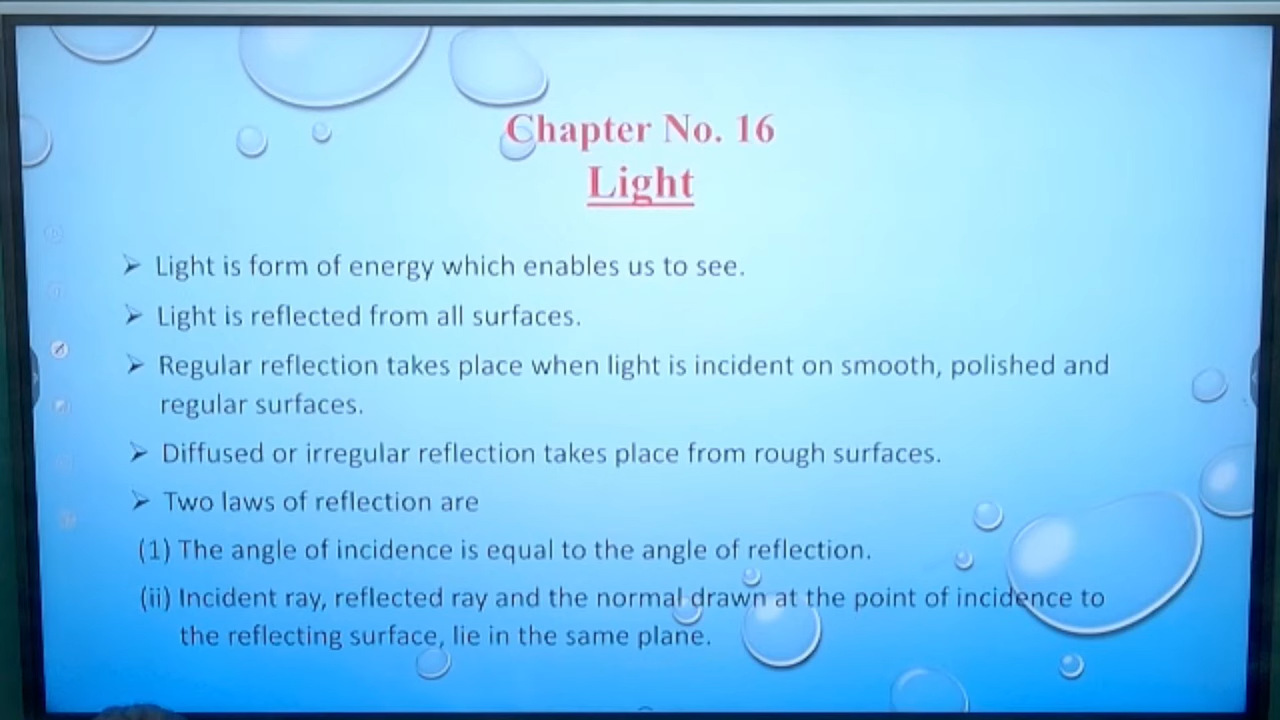 Chapter No. 16
Light
➢ Light is form of energy which enables us to see.
➢ Light is reflected from all surfaces.
➢ Regular reflection takes place when light is incident on smooth, polished and
regular surfaces.
➢ Diffused or irregular reflection takes place from rough surfaces.
➢ Two laws of reflection are
(1) The angle of incidence is equal to the angle of reflection.
(ii) Incident ray, reflected ray and the normal drawn at the point of incidence to
the reflecting surface, lie in the same plane.